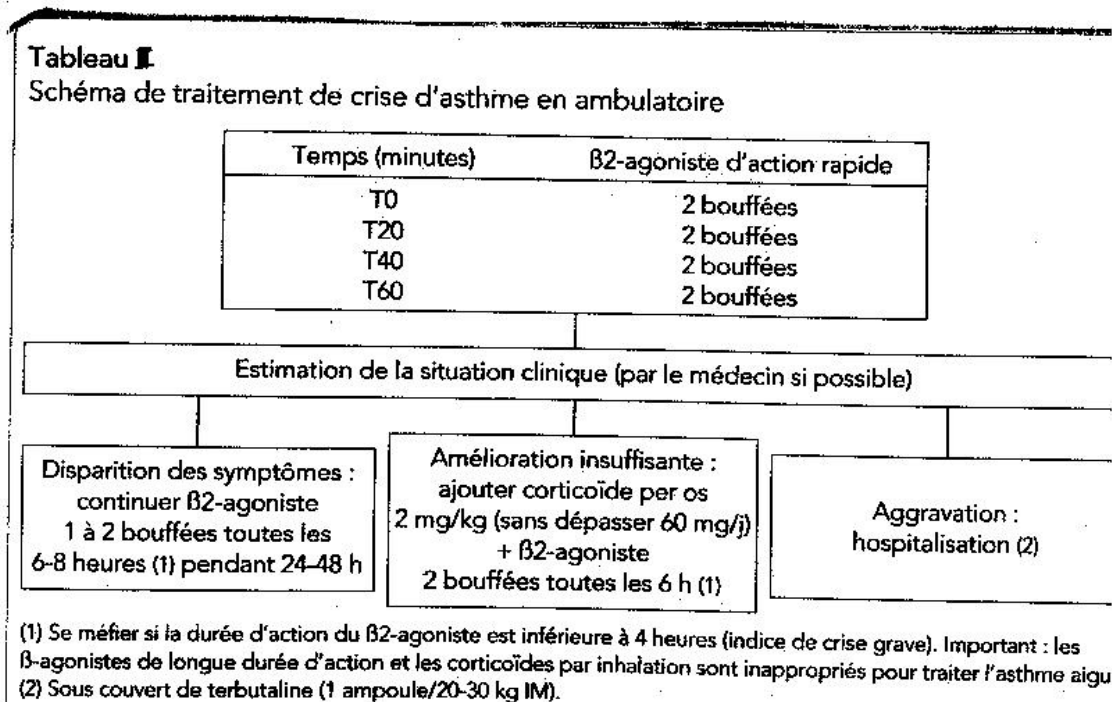 Tableau II
Schéma de traitement de crise d'asthme en ambulatoire
Temps (minutes) ß2-agoniste d'action rapide
T0 2 bouffées
T20 2 bouffées
T40 2 bouffées
T60 2 bouffées
Estimation de la situation clinique (par le médecin si possible)
Disparition des symptômes :
continuer ß2-agoniste
1 à 2 bouffées toutes les
6-8 heures (1) pendant 24-48 h
Amélioration insuffisante :
ajouter corticoïde per os
2 mg/kg (sans dépasser 60 mg/j)
+ ß2-agoniste
2 bouffées toutes les 6 h (1)
Aggravation :
hospitalisation (2)
(1) Se méfier si la durée d'action du ß2-agoniste est inférieure à 4 heures (indice de crise grave). Important : les
ß-agonistes de longue durée d'action et les corticoïdes par inhalation sont inappropriés pour traiter l'asthme aigu
(2) Sous couvert de terbutaline (1 ampoule/20-30 kg IM).